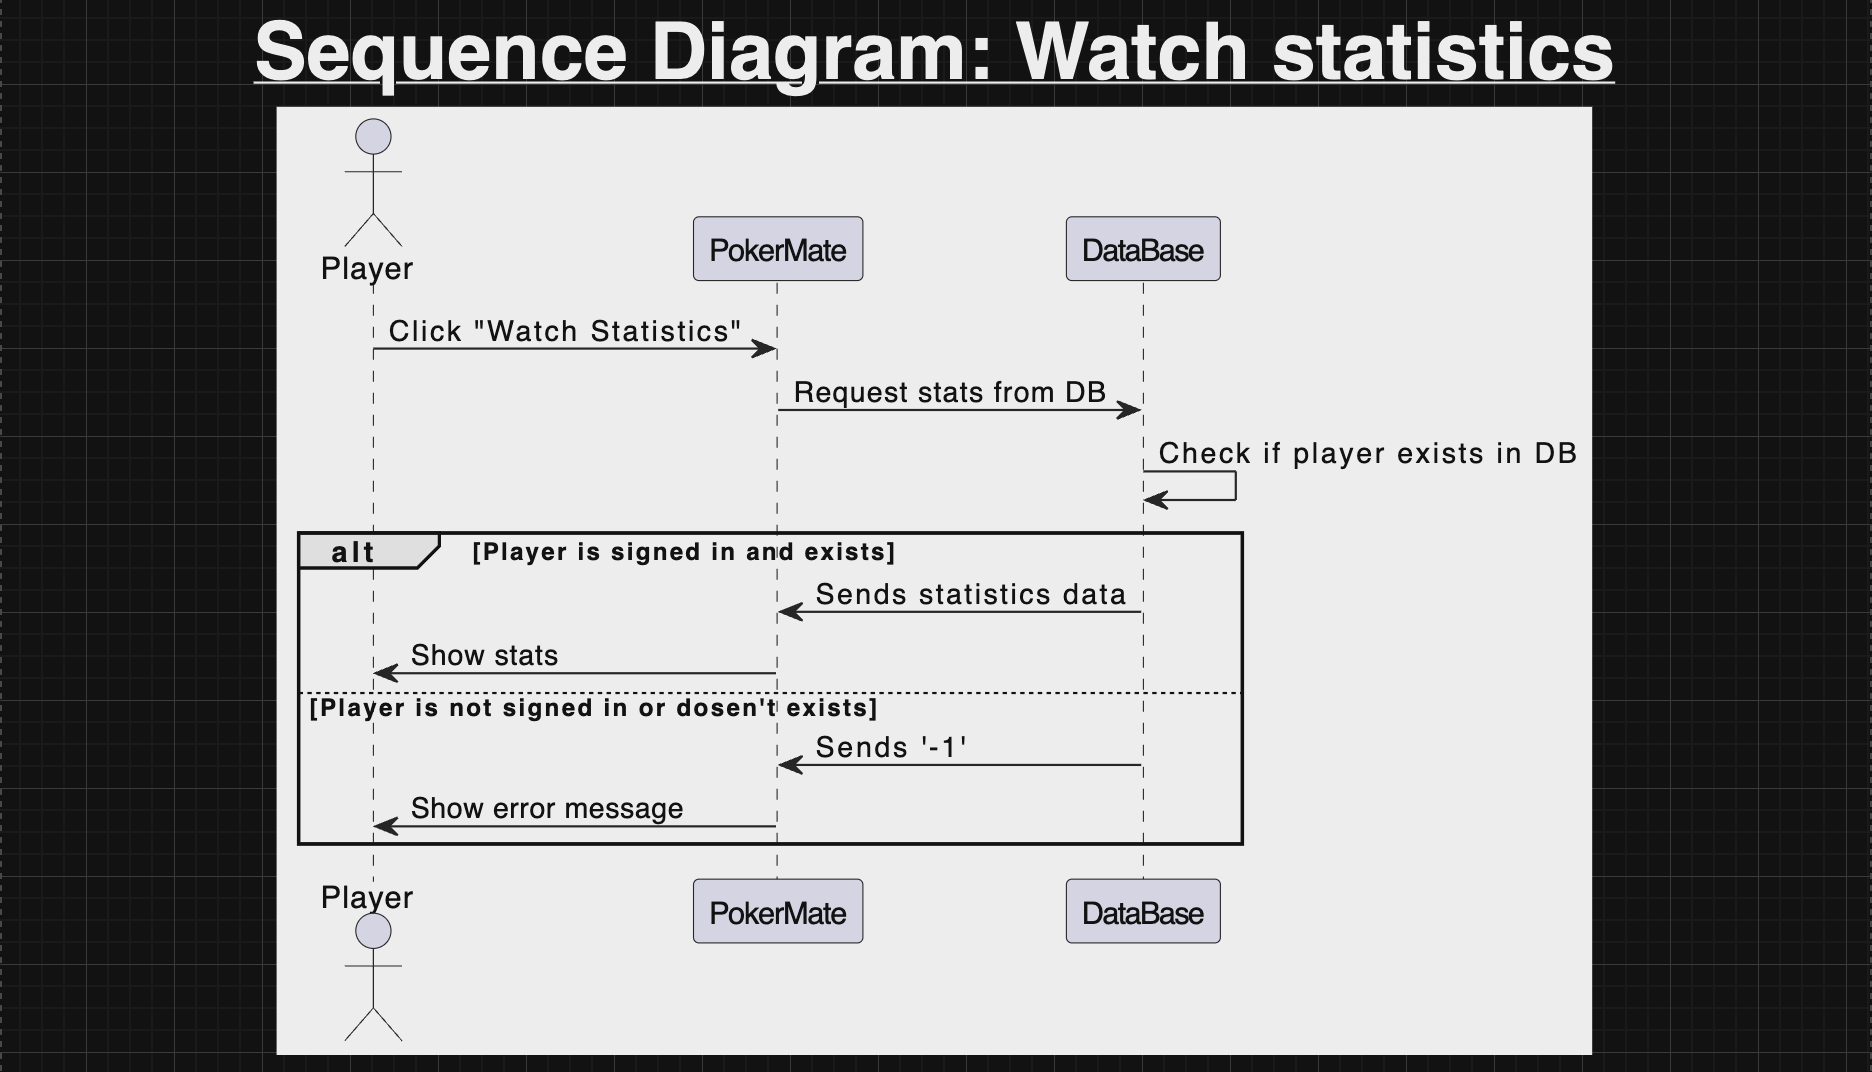 Sequence Diagram: Watch statistics
Player
PokerMate
DataBase
Click "Watch Statistics"
Request stats from DB
Check if player exists in DB
alt [Player is signed in and exists]
Sends statistics data
Show stats
[Player is not signed in or dosen't exists]
Sends '-1'
Show error message
Player
PokerMate
DataBase